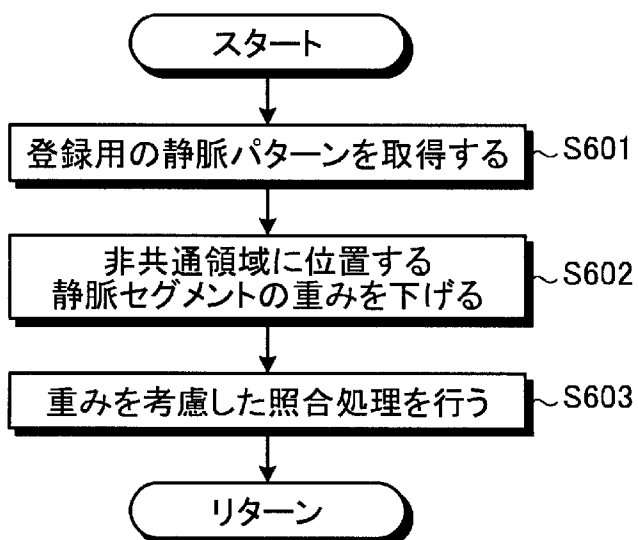 スタート
登録用の静脈パターンを取得する
～S601
非共通領域に位置する
静脈セグメントの重みを下げる
～S602
重みを考慮した照合処理を行う
～S603
リターン